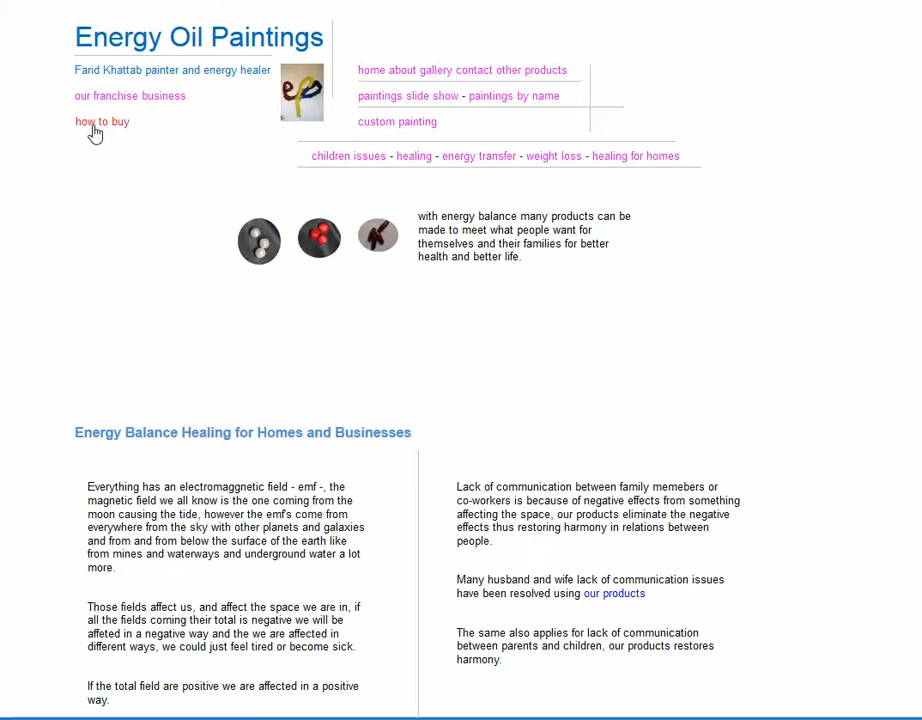 Energy Oil Paintings
Farid Khattab painter and energy healer
our franchise business
how to buy
ep
home about gallery contact other products
paintings slide show - paintings by name
custom painting
children issues - healing - energy transfer - weight loss - healing for homes
with energy balance many products can be
made to meet what people want for
themselves and their families for better
health and better life.
Energy Balance Healing for Homes and Businesses
Everything has an electromaggnetic field - emf -, the
magnetic field we all know is the one coming from the
moon causing the tide, however the emf's come from
everywhere from the sky with other planets and galaxies
and from and from below the surface of the earth like
from mines and waterways and underground water a lot
more.
Those fields affect us, and affect the space we are in, if
all the fields coming their total is negative we will be
affeted in a negative way and the we are affected in
different ways, we could just feel tired or become sick.
If the total field are positive we are affected in a positive
way.
Lack of communication between family memebers or
co-workers is because of negative effects from something
affecting the space, our products eliminate the negative
effects thus restoring harmony in relations between
people.
Many husband and wife lack of communication issues
have been resolved using our products
The same also applies for lack of communication
between parents and children, our products restores
harmony.